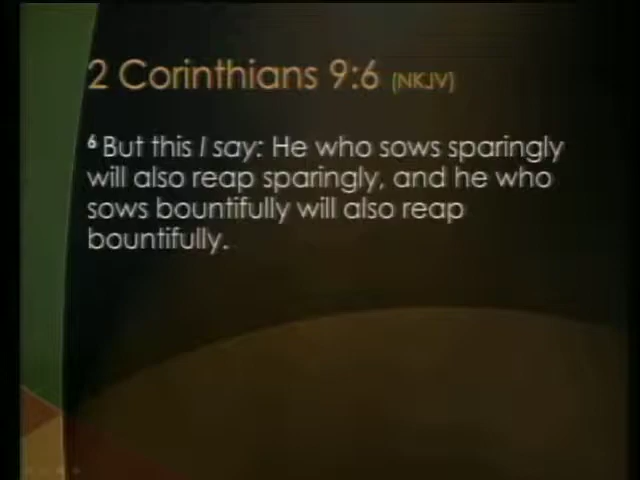 2 Corinthians 9:6 (NKJV)
⁶ But this I say: He who sows sparingly
will also reap sparingly, and he who
sows bountifully will also reap
bountifully.